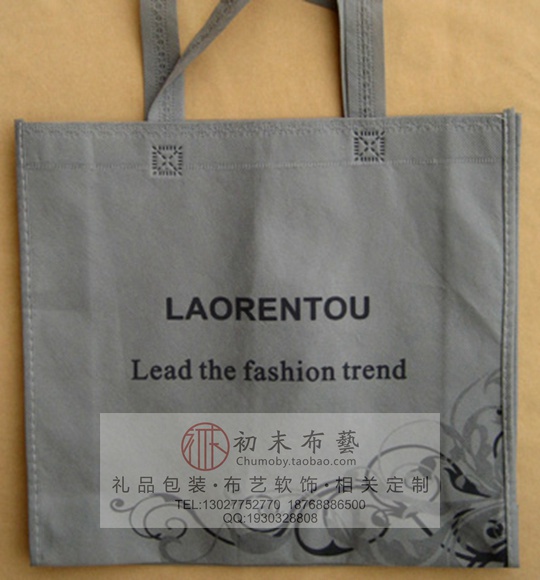 LAORENTOU
Lead the fashion trend
初末布藝
Chumoby.taobao.com
礼品包装·布艺软饰·相关定制
TEL:13027752770 18768886500
QQ:1930328808